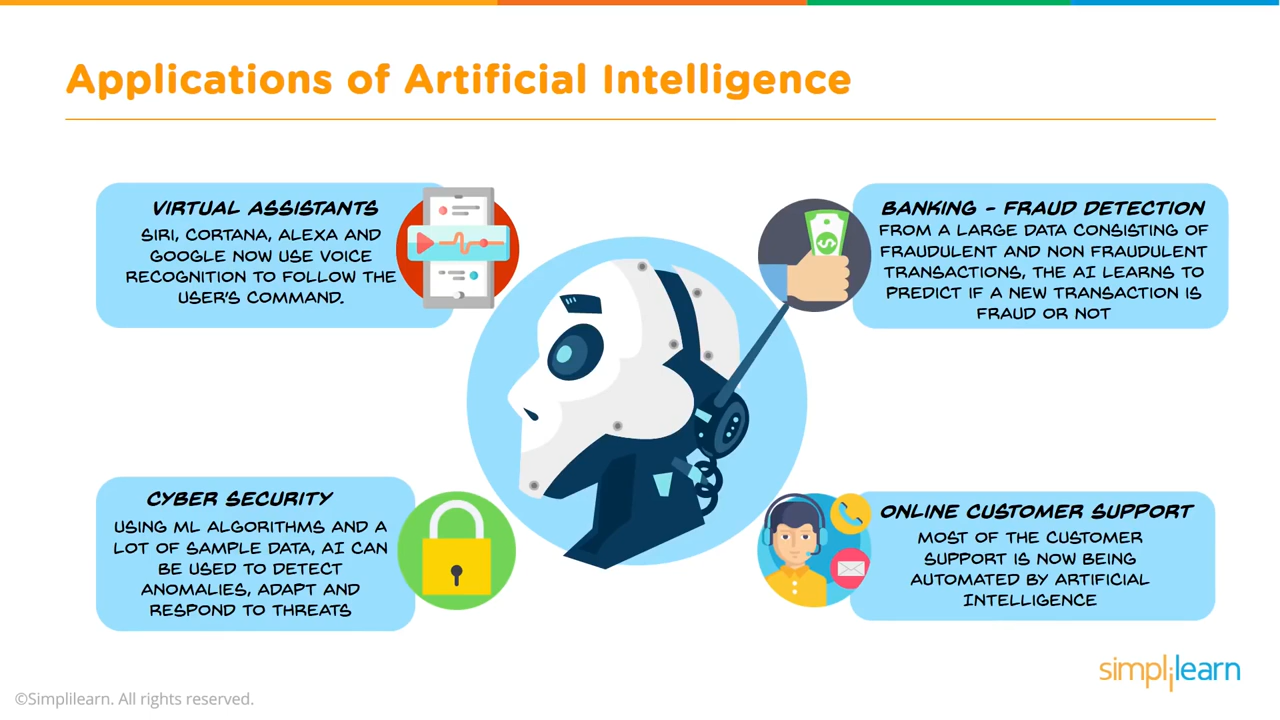 Applications of Artificial Intelligence
VIRTUAL ASSISTANTS
SIRI, CORTANA, ALEXA AND
GOOGLE NOW USE VOICE
RECOGNITION TO FOLLOW THE
USER'S COMMAND.
BANKING - FRAUD DETECTION
FROM A LARGE DATA CONSISTING OF
FRAUDULENT AND NON FRAUDULENT
TRANSACTIONS, THE AI LEARNS TO
PREDICT IF A NEW TRANSACTION IS
FRAUD OR NOT
CYBER SECURITY
USING ML ALGORITHMS AND A
LOT OF SAMPLE DATA, AI CAN
BE USED TO DETECT
ANOMALIES, ADAPT AND
RESPOND TO THREATS
ONLINE CUSTOMER SUPPORT
MOST OF THE CUSTOMER
SUPPORT IS NOW BEING
AUTOMATED BY ARTIFICIAL
INTELLIGENCE
simplilearn
©Simplilearn. All rights reserved.